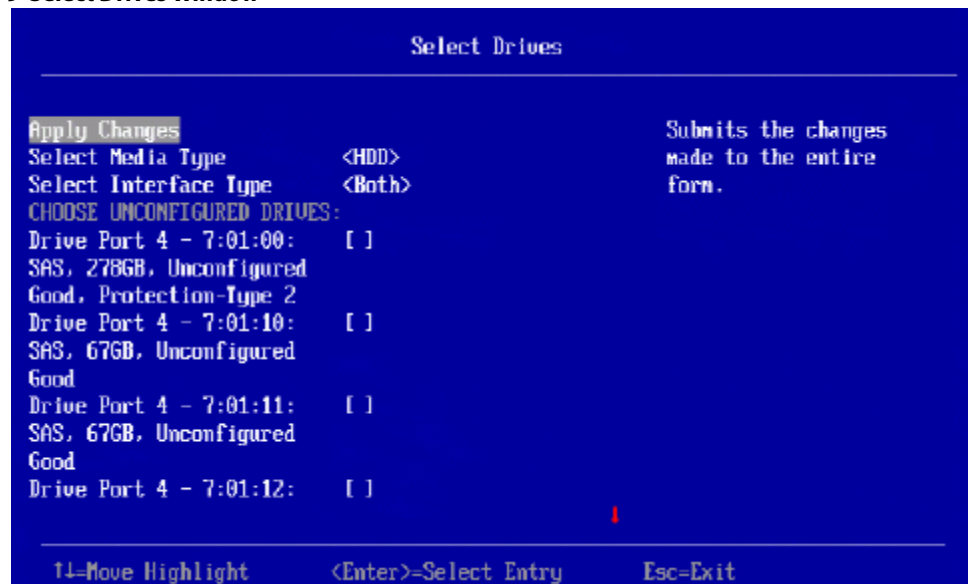 Select Drives
Apply Changes
Select Media Type <HDD>
Select Interface Type <Both>
CHOOSE UNCONFIGURED DRIVES:
Drive Port 4 - 7:01:00: [ ]
SAS, 278GB, Unconfigured
Good, Protection-Type 2
Drive Port 4 - 7:01:10: [ ]
SAS, 67GB, Unconfigured
Good
Drive Port 4 - 7:01:11: [ ]
SAS, 67GB, Unconfigured
Good
Drive Port 4 - 7:01:12: [ ]
Submits the changes
made to the entire
form.
↑↓=Move Highlight <Enter>=Select Entry Esc=Exit